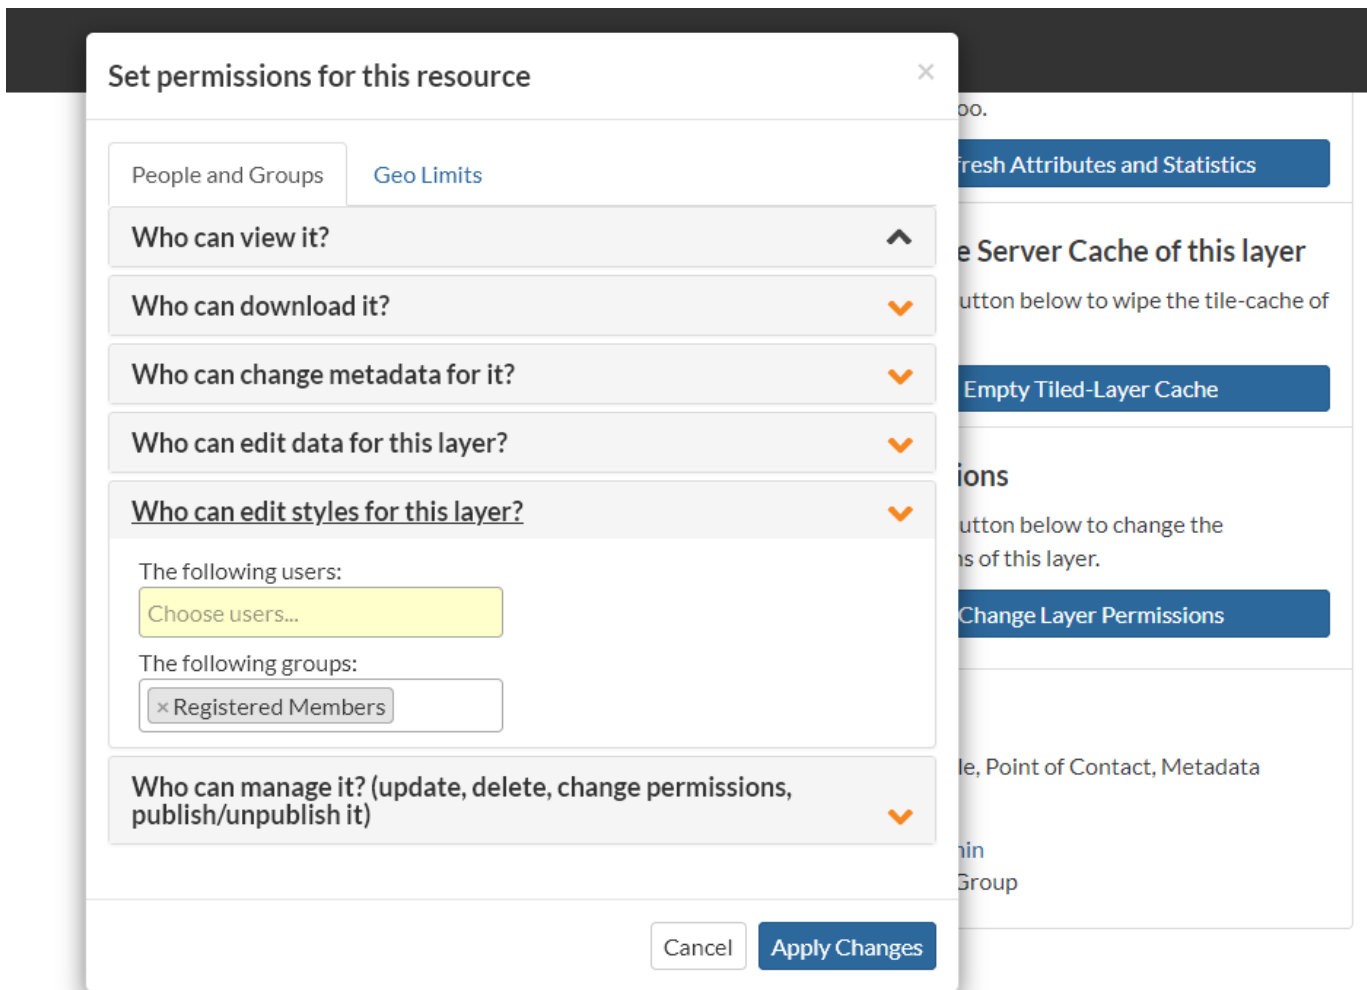 Set permissions for this resource
×
People and Groups
Geo Limits
Who can view it?
Who can download it?
Who can change metadata for it?
Who can edit data for this layer?
Who can edit styles for this layer?
The following users:
Choose users...
The following groups:
× Registered Members
Who can manage it? (update, delete, change permissions,
publish/unpublish it)
Cancel
Apply Changes
oo.
fresh Attributes and Statistics
e Server Cache of this layer
utton below to wipe the tile-cache of
Empty Tiled-Layer Cache
ions
utton below to change the
ns of this layer.
Change Layer Permissions
le, Point of Contact, Metadata
Group